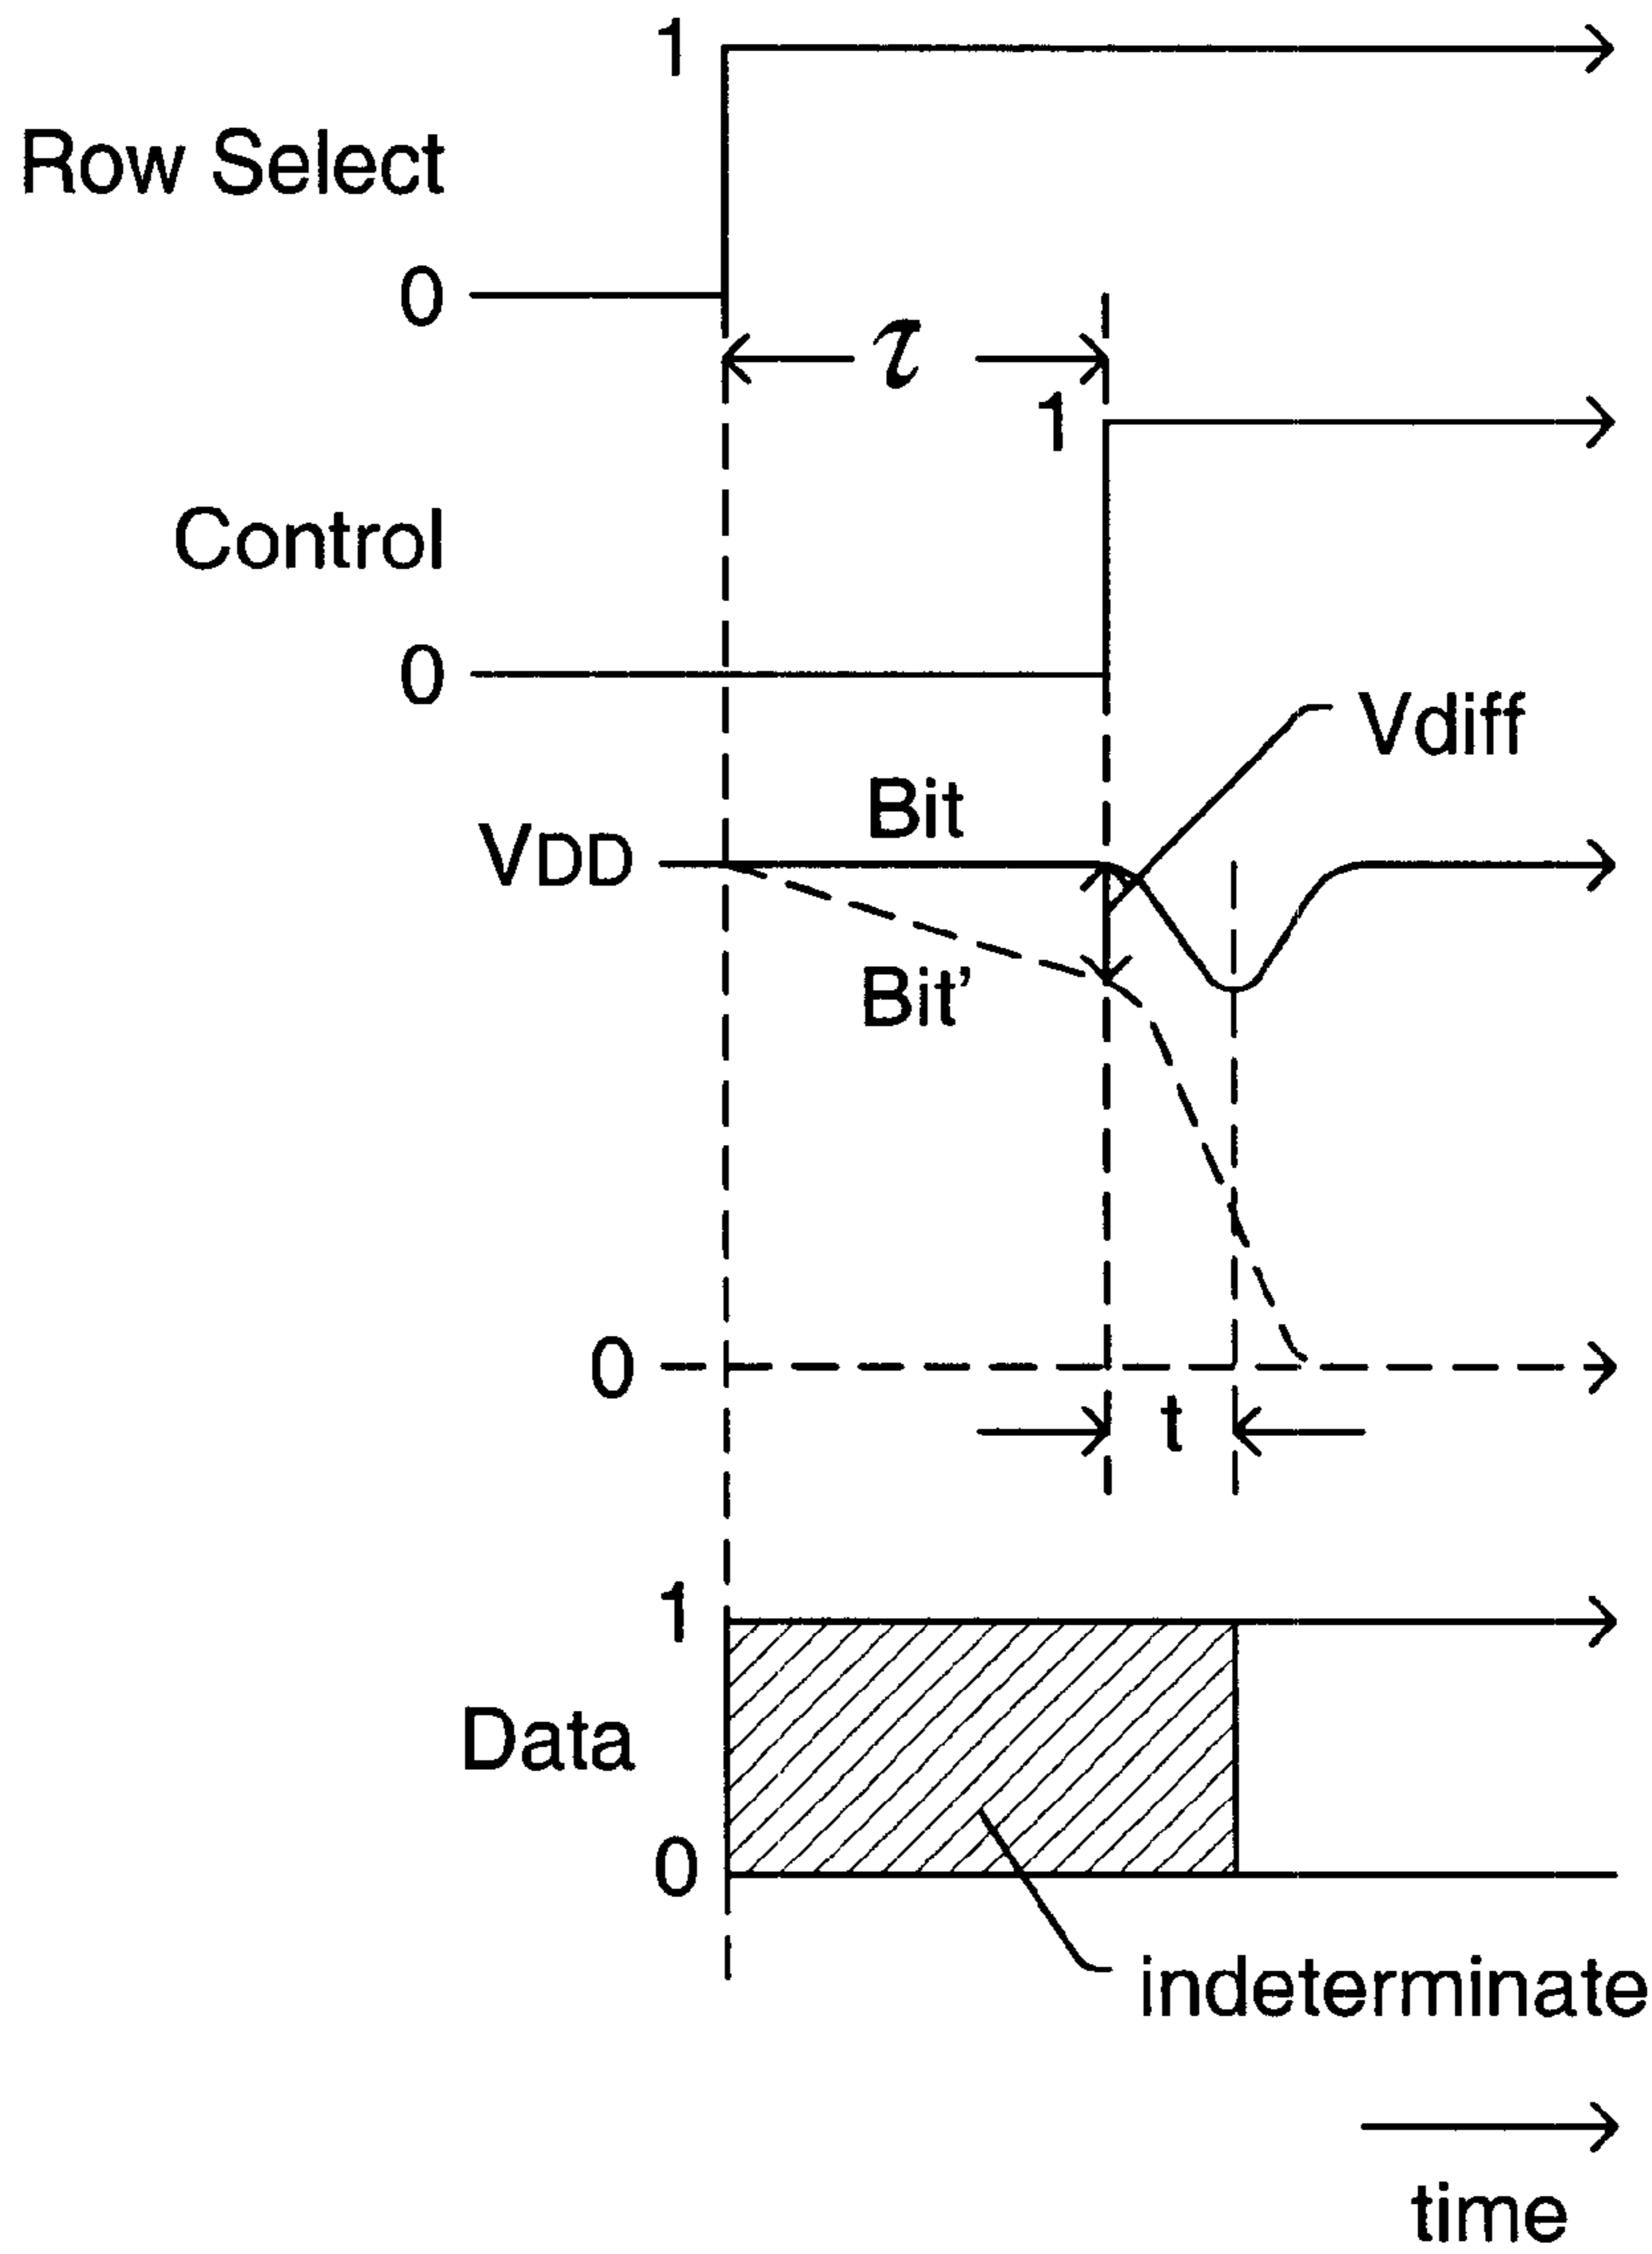 1
Row Select
0
τ
1
Control
0
Vdiff
Bit
VDD
Bit'
0
t
1
Data
0
indeterminate
time